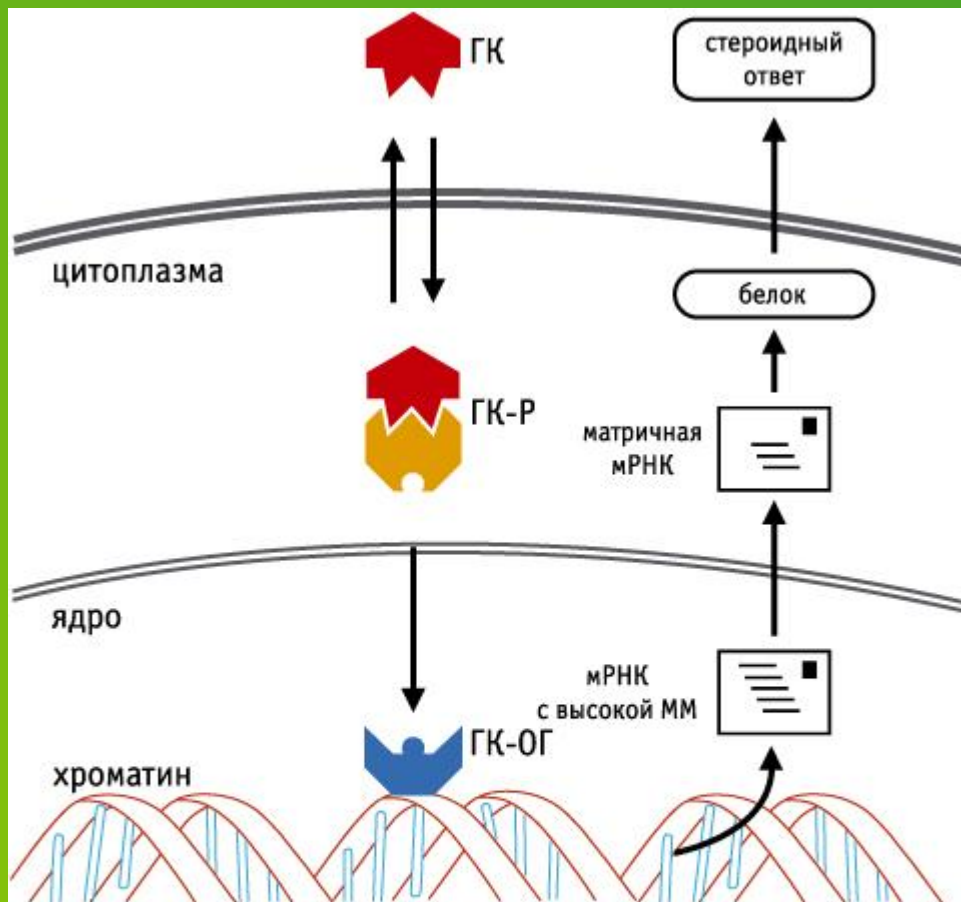 ГК
стероидный
ответ
цитоплазма
белок
ГК-Р
матричная
мРНК
ядро
мРНК
с высокой ММ
ГК-ОГ
хроматин